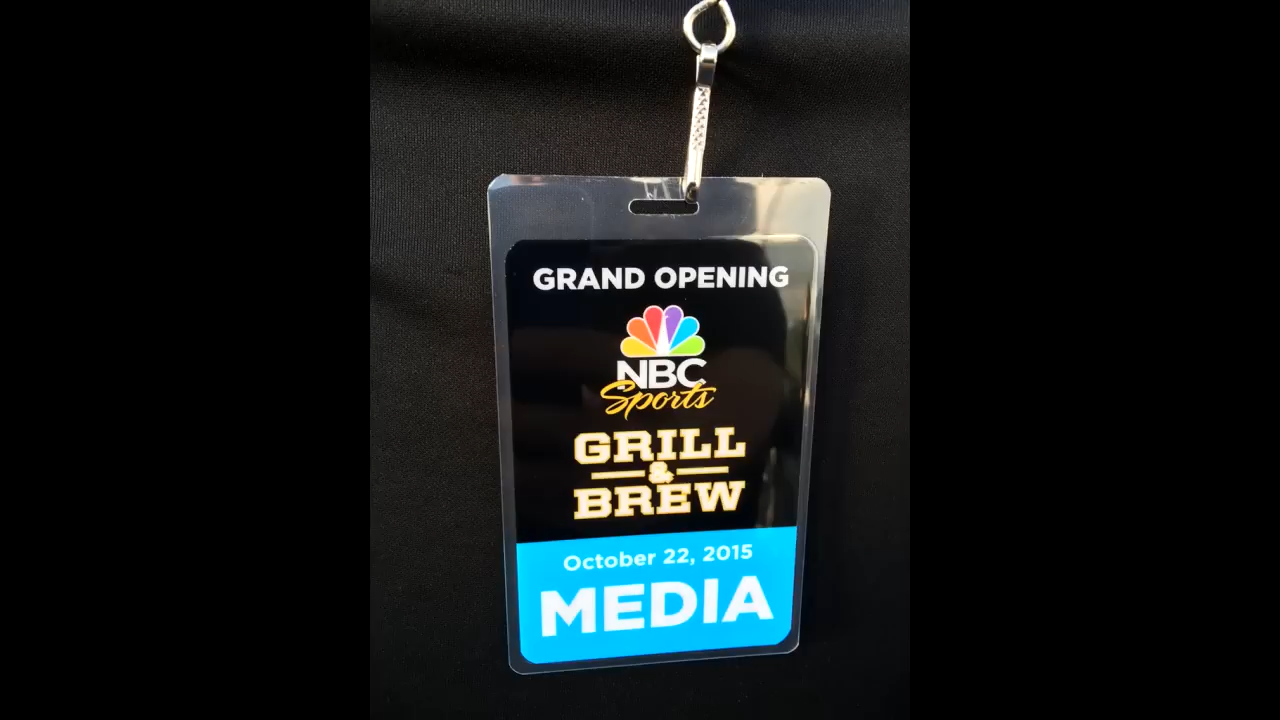 GRAND OPENING
NBC
Sports
GRILL
&
BREW
October 22, 2015
MEDIA